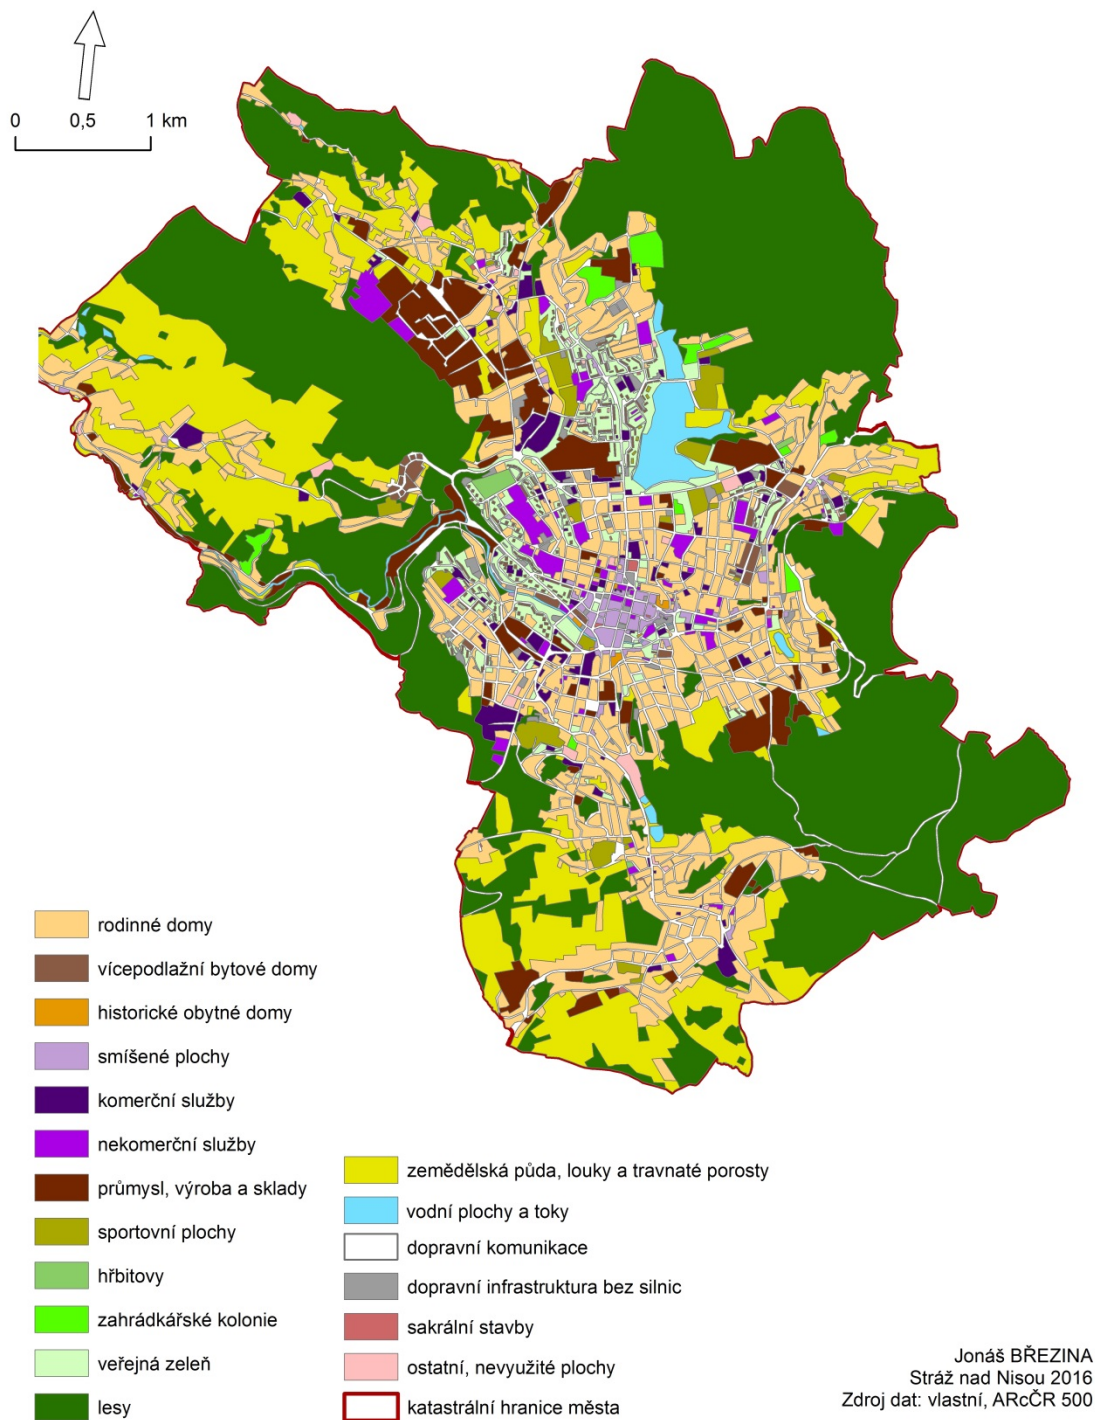 0 0,5 1 km
rodinné domy
vícepodlažní bytové domy
historické obytné domy
smíšené plochy
komerční služby
nekomerční služby
průmysl, výroba a sklady
sportovní plochy
hřbitovy
zahrádkářské kolonie
veřejná zeleň
lesy
zemědělská půda, louky a travnaté porosty
vodní plochy a toky
dopravní komunikace
dopravní infrastruktura bez silnic
sakrální stavby
ostatní, nevyužité plochy
katastrální hranice města
Jonáš BŘEZINA
Stráž nad Nisou 2016
Zdroj dat: vlastní, ARcČR 500